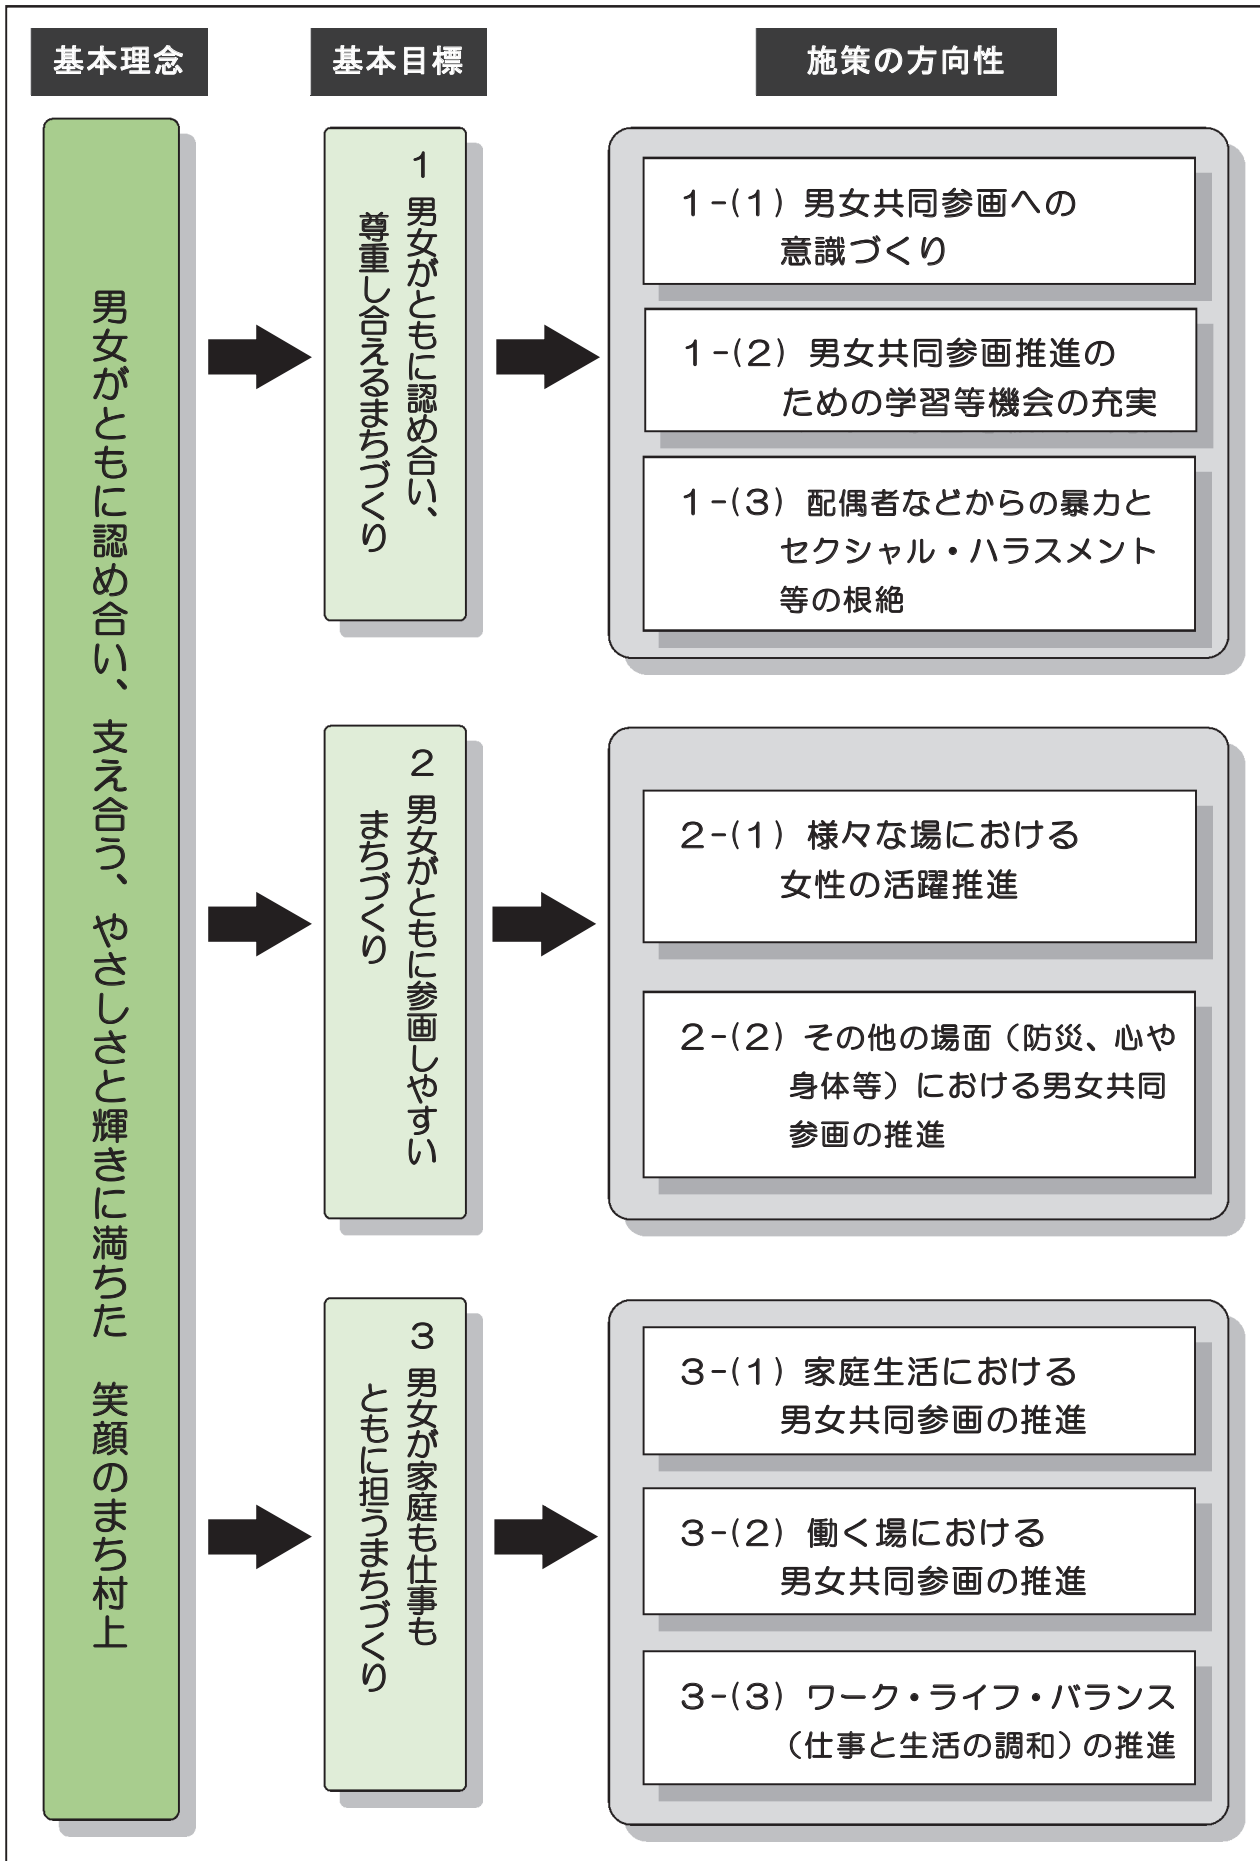 基本理念
基本目標
施策の方向性
男女がともに認め合い、支え合う、やさしさと輝きに満ちた 笑顔のまち村上
1 男女がともに認め合い、
尊重し合えるまちづくり
1-(1) 男女共同参画への
意識づくり
1-(2) 男女共同参画推進の
ための学習等機会の充実
1-(3) 配偶者などからの暴力と
セクシャル・ハラスメント
等の根絶
2 男女がともに参画しやすい
まちづくり
2-(1) 様々な場における
女性の活躍推進
2-(2) その他の場面（防災、心や
身体等）における男女共同
参画の推進
3 男女が家庭も仕事も
ともに担うまちづくり
3-(1) 家庭生活における
男女共同参画の推進
3-(2) 働く場における
男女共同参画の推進
3-(3) ワーク・ライフ・バランス
（仕事と生活の調和）の推進